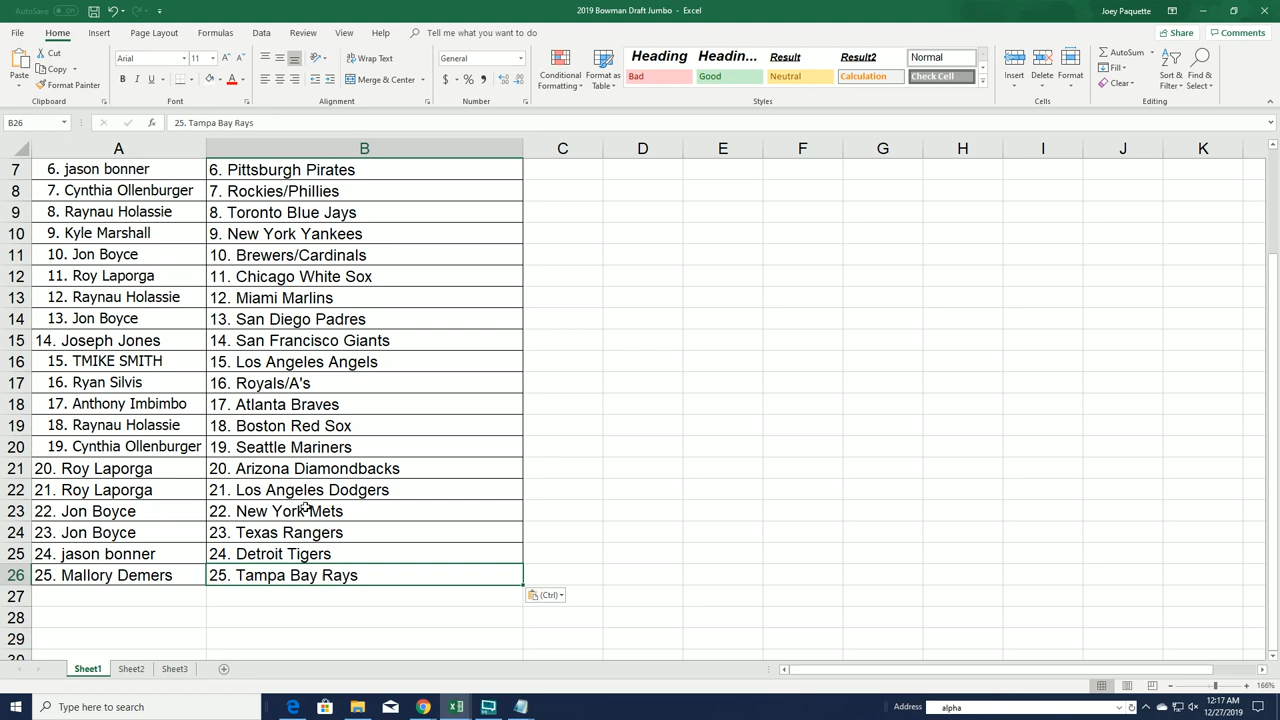 AutoSave Off 2019 Bowman Draft Jumbo - Excel Joey Paquette
File Home Insert Page Layout Formulas Data Review View Help Tell me what you want to do Share Comments
Paste Cut Copy Format Painter Clipboard
Arial 11 B I U Font
Wrap Text Merge & Center Alignment
General $ % Number
Conditional Formatting Format as Table
Heading Headin... Result Result2 Normal
Bad Good Neutral Calculation Check Cell
Styles
Insert Delete Format Cells
AutoSum Fill Clear Sort & Filter Find & Select Editing
B26 fx 25. Tampa Bay Rays
A B C D E F G H I J K
7 6. jason bonner 6. Pittsburgh Pirates
8 7. Cynthia Ollenburger 7. Rockies/Phillies
9 8. Raynau Holassie 8. Toronto Blue Jays
10 9. Kyle Marshall 9. New York Yankees
11 10. Jon Boyce 10. Brewers/Cardinals
12 11. Roy Laporga 11. Chicago White Sox
13 12. Raynau Holassie 12. Miami Marlins
14 13. Jon Boyce 13. San Diego Padres
15 14. Joseph Jones 14. San Francisco Giants
16 15. TMIKE SMITH 15. Los Angeles Angels
17 16. Ryan Silvis 16. Royals/A's
18 17. Anthony Imbimbo 17. Atlanta Braves
19 18. Raynau Holassie 18. Boston Red Sox
20 19. Cynthia Ollenburger 19. Seattle Mariners
21 20. Roy Laporga 20. Arizona Diamondbacks
22 21. Roy Laporga 21. Los Angeles Dodgers
23 22. Jon Boyce 22. New York Mets
24 23. Jon Boyce 23. Texas Rangers
25 24. jason bonner 24. Detroit Tigers
26 25. Mallory Demers 25. Tampa Bay Rays
27 (Ctrl)
28
29
30
Sheet1 Sheet2 Sheet3
166%
Type here to search Address alpha 12:17 AM
12/27/2019